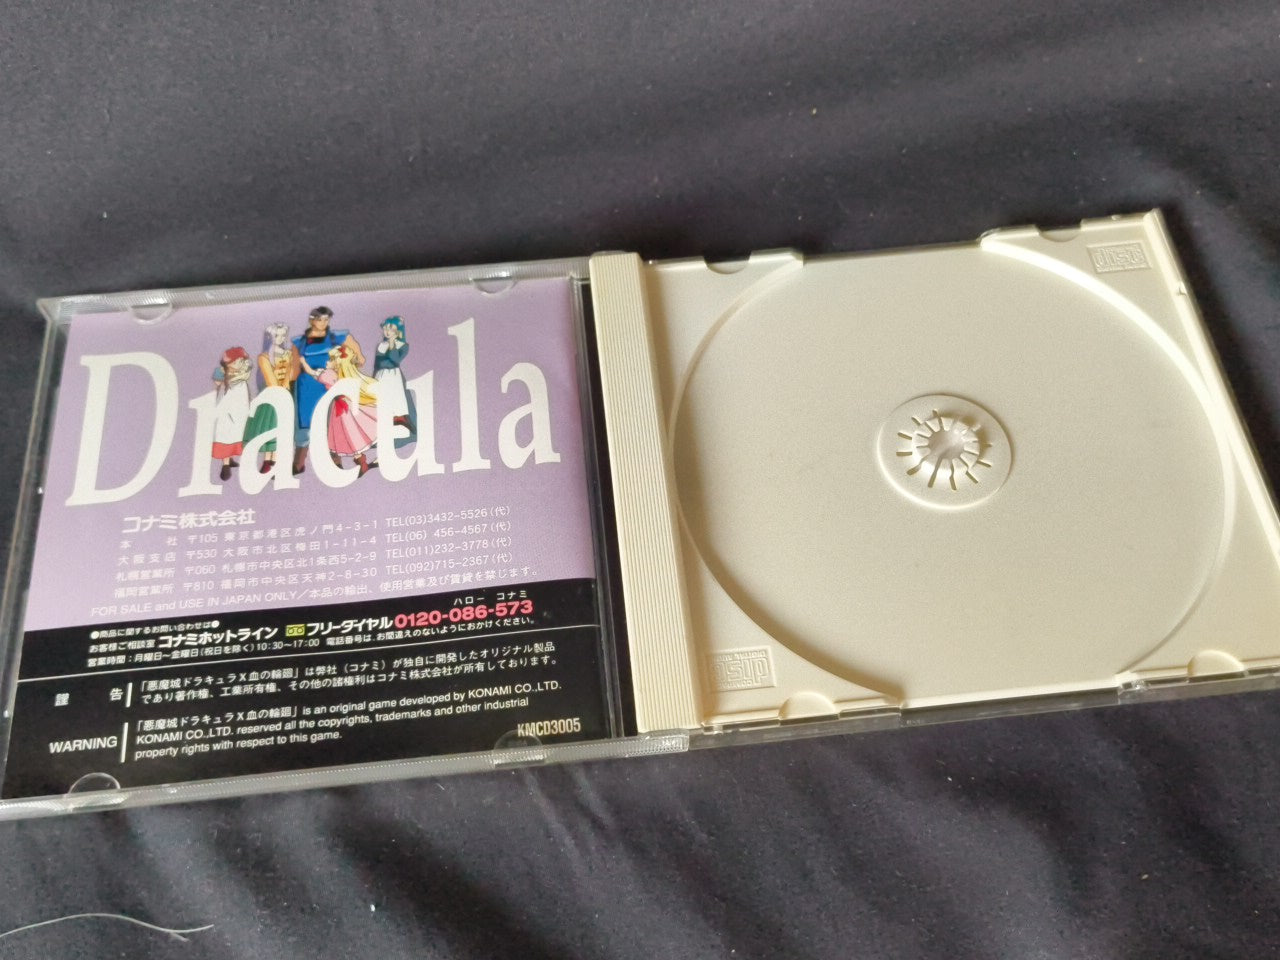 Dracula
コナミ株式会社
本　　社 〒105 東京都港区虎ノ門4-3-1 TEL(03)3432-5526(代)
大阪支店 〒530 大阪市北区梅田1-11-4 TEL(06) 456-4567(代)
札幌営業所 〒060 札幌市中央区北1条西5-2-9 TEL(011)232-3778(代)
福岡営業所 〒810 福岡市中央区天神2-8-30 TEL(092)715-2367(代)
FOR SALE and USE IN JAPAN ONLY／本品の輸出、使用営業及び賃貸を禁じます。
ハロー コナミ
●商品に関するお問い合わせは●
お客様ご相談室 コナミホットライン フリーダイヤル 0120-086-573
営業時間：月曜日〜金曜日(祝日を除く)10:30〜17:00 電話番号は、お間違えのないようにおかけください。
謹　告 「悪魔城ドラキュラX血の輪廻」は弊社（コナミ）が独自に開発したオリジナル製品
であり著作権、工業所有権、その他の諸権利はコナミ株式会社が所有しております。
WARNING 「悪魔城ドラキュラX血の輪廻」is an original game developed by KONAMI CO.,LTD.
KONAMI CO.,LTD. reserved all the copyrights, trademarks and other industrial
property rights with respect to this game.
KMCD3005
disc
disc